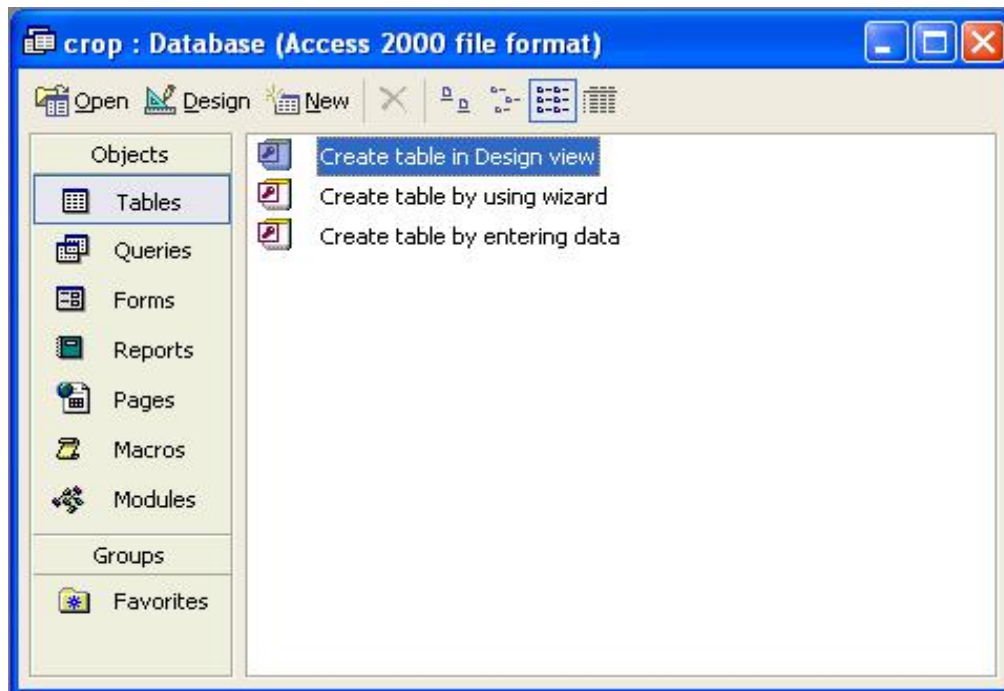 crop : Database (Access 2000 file format)
Open Design New
Objects
Tables
Queries
Forms
Reports
Pages
Macros
Modules
Groups
Favorites
Create table in Design view
Create table by using wizard
Create table by entering data